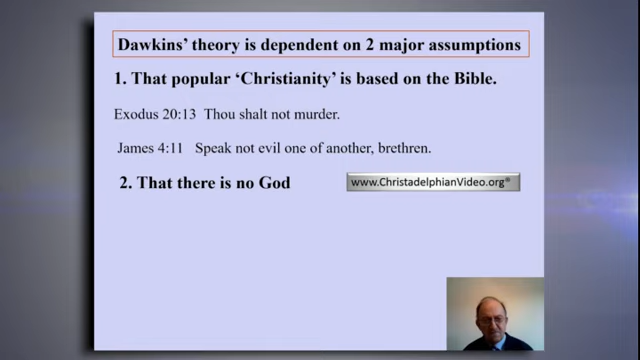 Dawkins' theory is dependent on 2 major assumptions
1. That popular 'Christianity' is based on the Bible.
Exodus 20:13 Thou shalt not murder.
James 4:11 Speak not evil one of another, brethren.
2. That there is no God
www.ChristadelphianVideo.org®